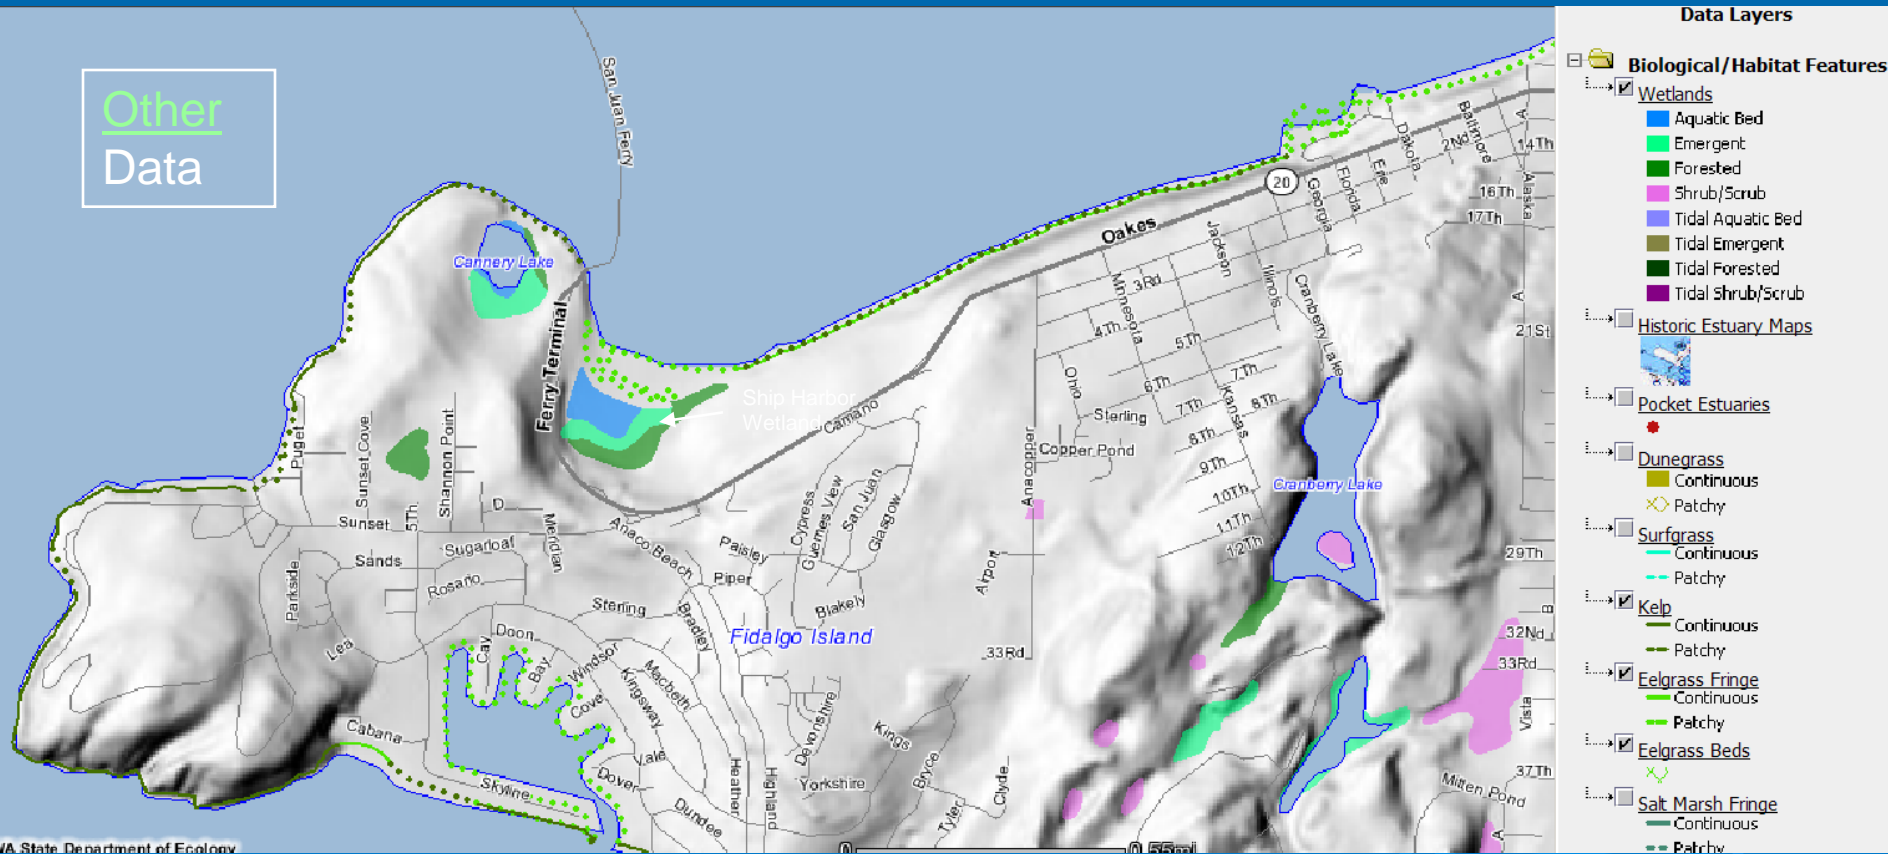 Other
Data
San Juan Ferry
Cannery Lake
Ferry Terminal
Ship Harbor
Wetland
Camano
Oakes
20
Baltimore
2Nd
Dakota
Erie
Florida
Georgia
A
14Th
16Th
17Th
Alaska
Jackson
Illinois
Minnesota
3Rd
4Th
5Th
6Th
7Th
7Th
8Th
8Th
9Th
10Th
11Th
12Th
Kansas
Ohio
Sterling
Copper Pond
Anacopper
Airport
33Rd
Cranberry Lake
Cranberry Lake
A
21St
29Th
B
32Nd
33Rd
Vista
37Th
Mitten Pond
A
Puget
Sunset Cove
Shannon Point
5Th
D
Meridian
Sunset
Sands
Sugarloaf
Rosario
Parkside
Lea
Cabana
Skyline
Doon
Cay
Bay
Windsor
Cove
Kingsway
Macbeth
Sterling
Bradley
Anaco Beach
Paisley
Piper
Cypress
Guemes View
San Juan
Glasgow
Blakely
Fidalgo Island
Vale
Dover
Dundee
Heather
Highland
Devonshire
Yorkshire
Kings
Bryce
Tyler
Clyde
WA State Department of Ecology
0 0.55mi
Data Layers
Biological/Habitat Features
Wetlands
Aquatic Bed
Emergent
Forested
Shrub/Scrub
Tidal Aquatic Bed
Tidal Emergent
Tidal Forested
Tidal Shrub/Scrub
Historic Estuary Maps
Pocket Estuaries
Dunegrass
Continuous
Patchy
Surfgrass
Continuous
Patchy
Kelp
Continuous
Patchy
Eelgrass Fringe
Continuous
Patchy
Eelgrass Beds
Salt Marsh Fringe
Continuous
Patchy